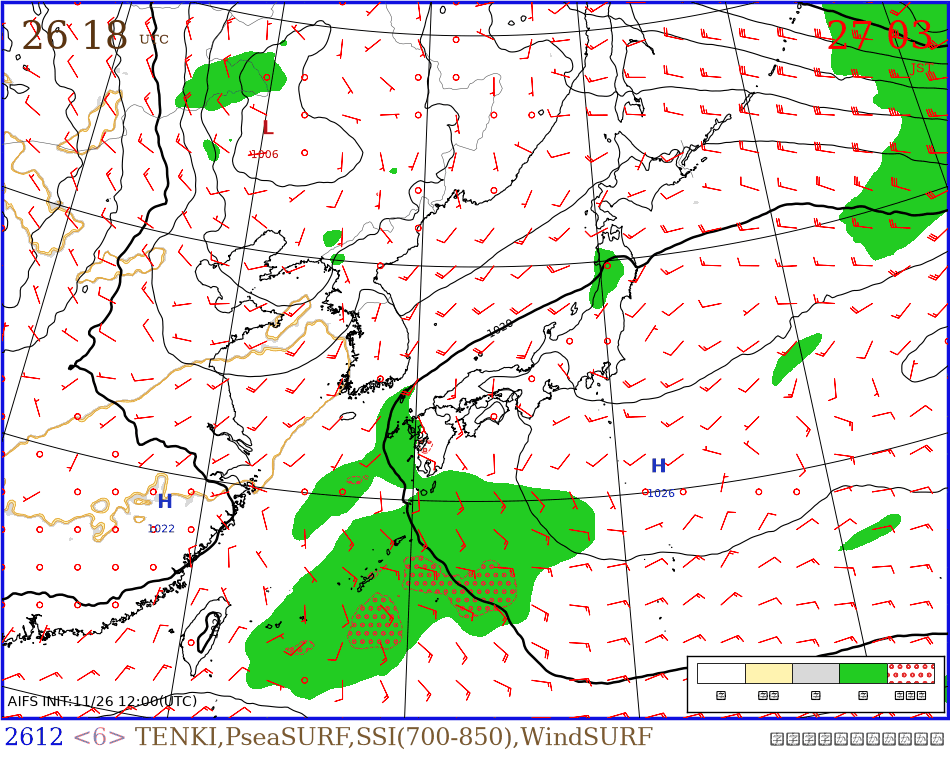 26 18 UTC
27 03
JST
L
1006
1020
H
1026
H
1022
AIFS INIT:11/26 12:00(UTC)
2612 <6> TENKI,PseaSURF,SSI(700-850),WindSURF